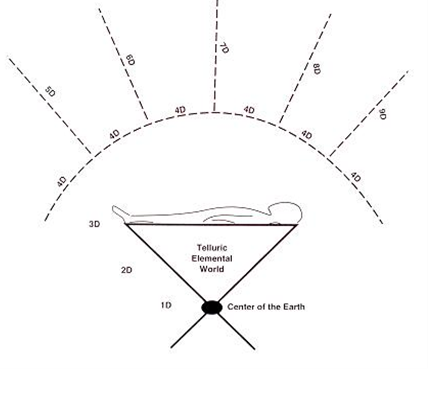 5D
6D
7D
8D
9D
4D
4D
4D
4D
4D
4D
3D
Telluric
Elemental
World
2D
1D
Center of the Earth